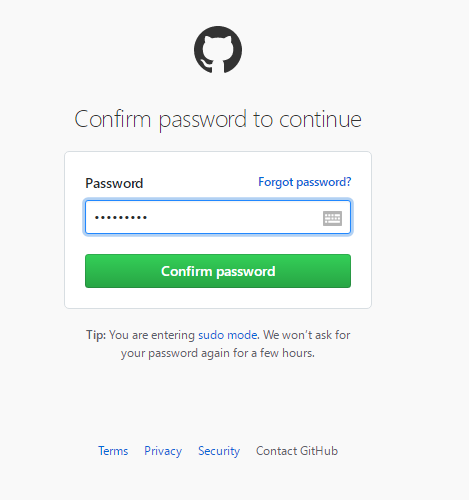 Confirm password to continue
Password Forgot password?
•••••••••
Confirm password
Tip: You are entering sudo mode. We won't ask for
your password again for a few hours.
Terms Privacy Security Contact GitHub